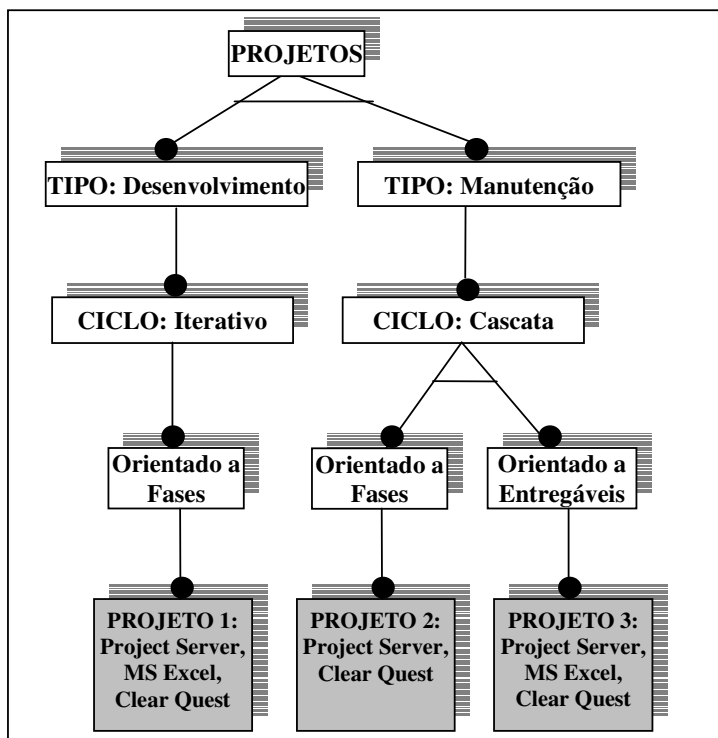 PROJETOS
TIPO: Desenvolvimento
TIPO: Manutenção
CICLO: Iterativo
CICLO: Cascata
Orientado a
Fases
Orientado a
Fases
Orientado a
Entregáveis
PROJETO 1:
Project Server,
MS Excel,
Clear Quest
PROJETO 2:
Project Server,
Clear Quest
PROJETO 3:
Project Server,
MS Excel,
Clear Quest